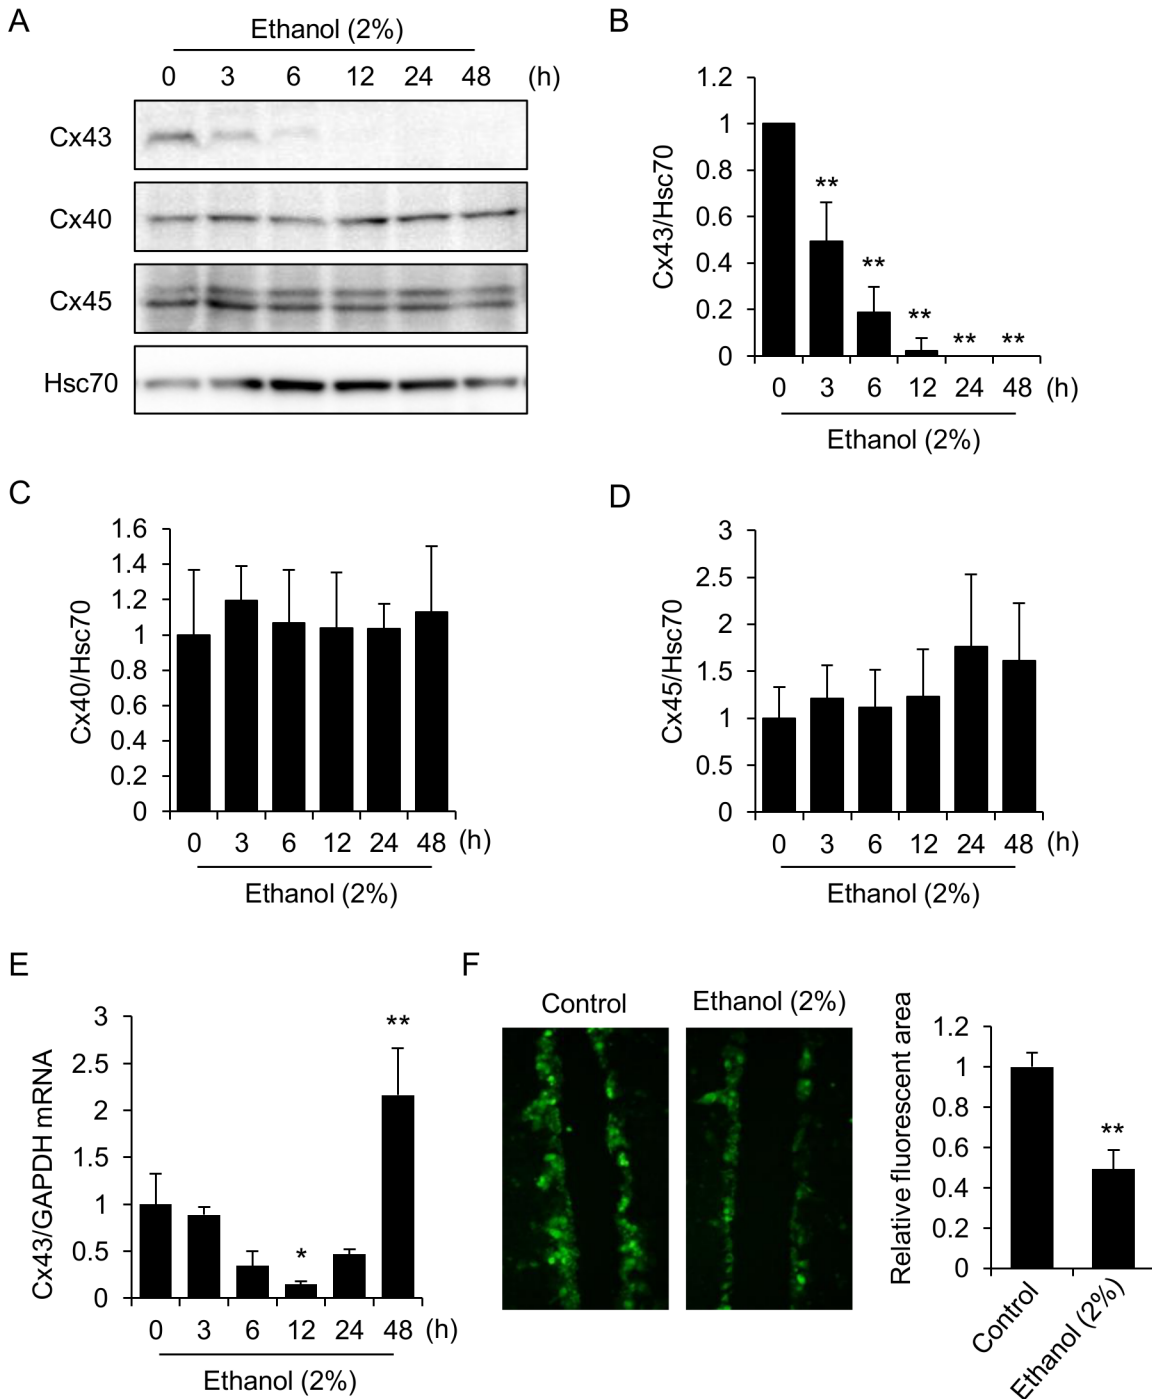 A
Ethanol (2%)
0 3 6 12 24 48 (h)
Cx43
Cx40
Cx45
Hsc70
B
1.2
1
0.8
0.6
0.4
0.2
0
Cx43/Hsc70
** ** ** ** **
0 3 6 12 24 48 (h)
Ethanol (2%)
C
1.6
1.4
1.2
1
0.8
0.6
0.4
0.2
0
Cx40/Hsc70
0 3 6 12 24 48 (h)
Ethanol (2%)
D
3
2.5
2
1.5
1
0.5
0
Cx45/Hsc70
0 3 6 12 24 48 (h)
Ethanol (2%)
E
3
2.5
2
1.5
1
0.5
0
Cx43/GAPDH mRNA
* **
0 3 6 12 24 48 (h)
Ethanol (2%)
F
Control Ethanol (2%)
Relative fluorescent area
1.2
1
0.8
0.6
0.4
0.2
0
**
Control
Ethanol (2%)